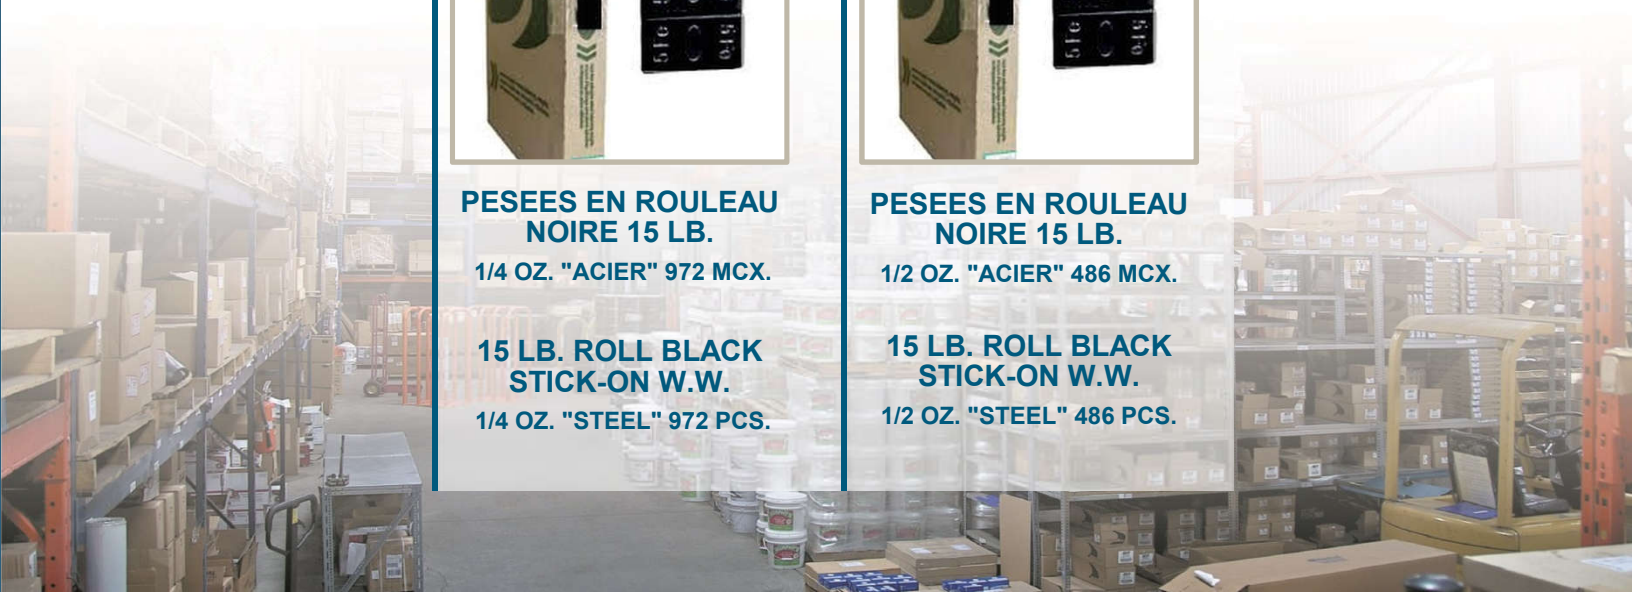 PESEES EN ROULEAU
NOIRE 15 LB.
1/4 OZ. "ACIER" 972 MCX.
15 LB. ROLL BLACK
STICK-ON W.W.
1/4 OZ. "STEEL" 972 PCS.
PESEES EN ROULEAU
NOIRE 15 LB.
1/2 OZ. "ACIER" 486 MCX.
15 LB. ROLL BLACK
STICK-ON W.W.
1/2 OZ. "STEEL" 486 PCS.